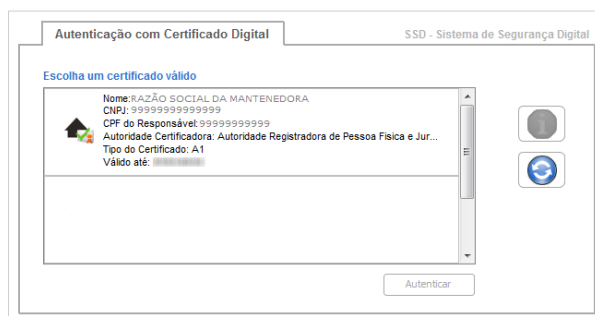 Autenticação com Certificado Digital
SSD - Sistema de Segurança Digital
Escolha um certificado válido
Nome:RAZÃO SOCIAL DA MANTENEDORA
CNPJ: 99999999999999
CPF do Responsável:99999999999
Autoridade Certificadora: Autoridade Registradora de Pessoa Fisica e Jur...
Tipo do Certificado: A1
Válido até:
Autenticar